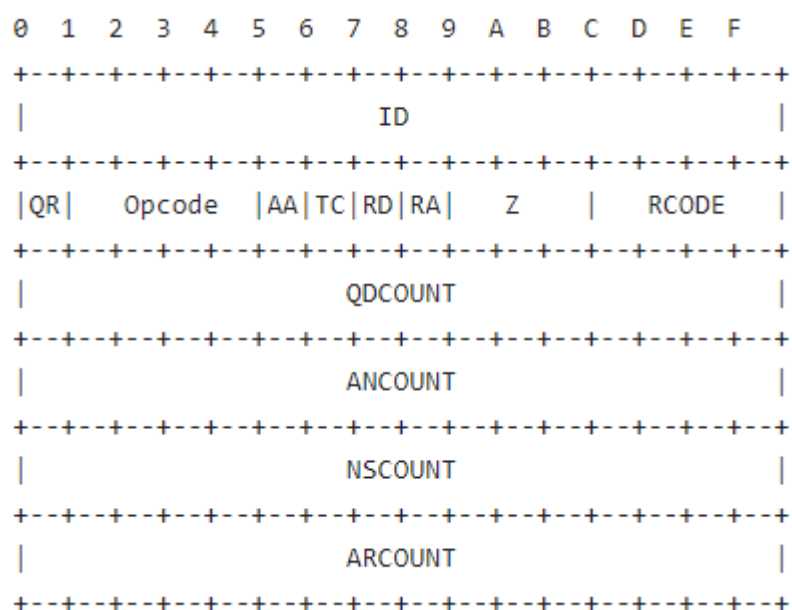 0 1 2 3 4 5 6 7 8 9 A B C D E F
+--+--+--+--+--+--+--+--+--+--+--+--+--+--+--+--+
| ID |
+--+--+--+--+--+--+--+--+--+--+--+--+--+--+--+--+
|QR| Opcode |AA|TC|RD|RA| Z | RCODE |
+--+--+--+--+--+--+--+--+--+--+--+--+--+--+--+--+
| QDCOUNT |
+--+--+--+--+--+--+--+--+--+--+--+--+--+--+--+--+
| ANCOUNT |
+--+--+--+--+--+--+--+--+--+--+--+--+--+--+--+--+
| NSCOUNT |
+--+--+--+--+--+--+--+--+--+--+--+--+--+--+--+--+
| ARCOUNT |
+--+--+--+--+--+--+--+--+--+--+--+--+--+--+--+--+